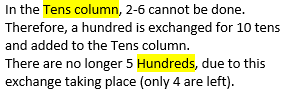 In the Tens column, 2-6 cannot be done.
Therefore, a hundred is exchanged for 10 tens
and added to the Tens column.
There are no longer 5 Hundreds, due to this
exchange taking place (only 4 are left).